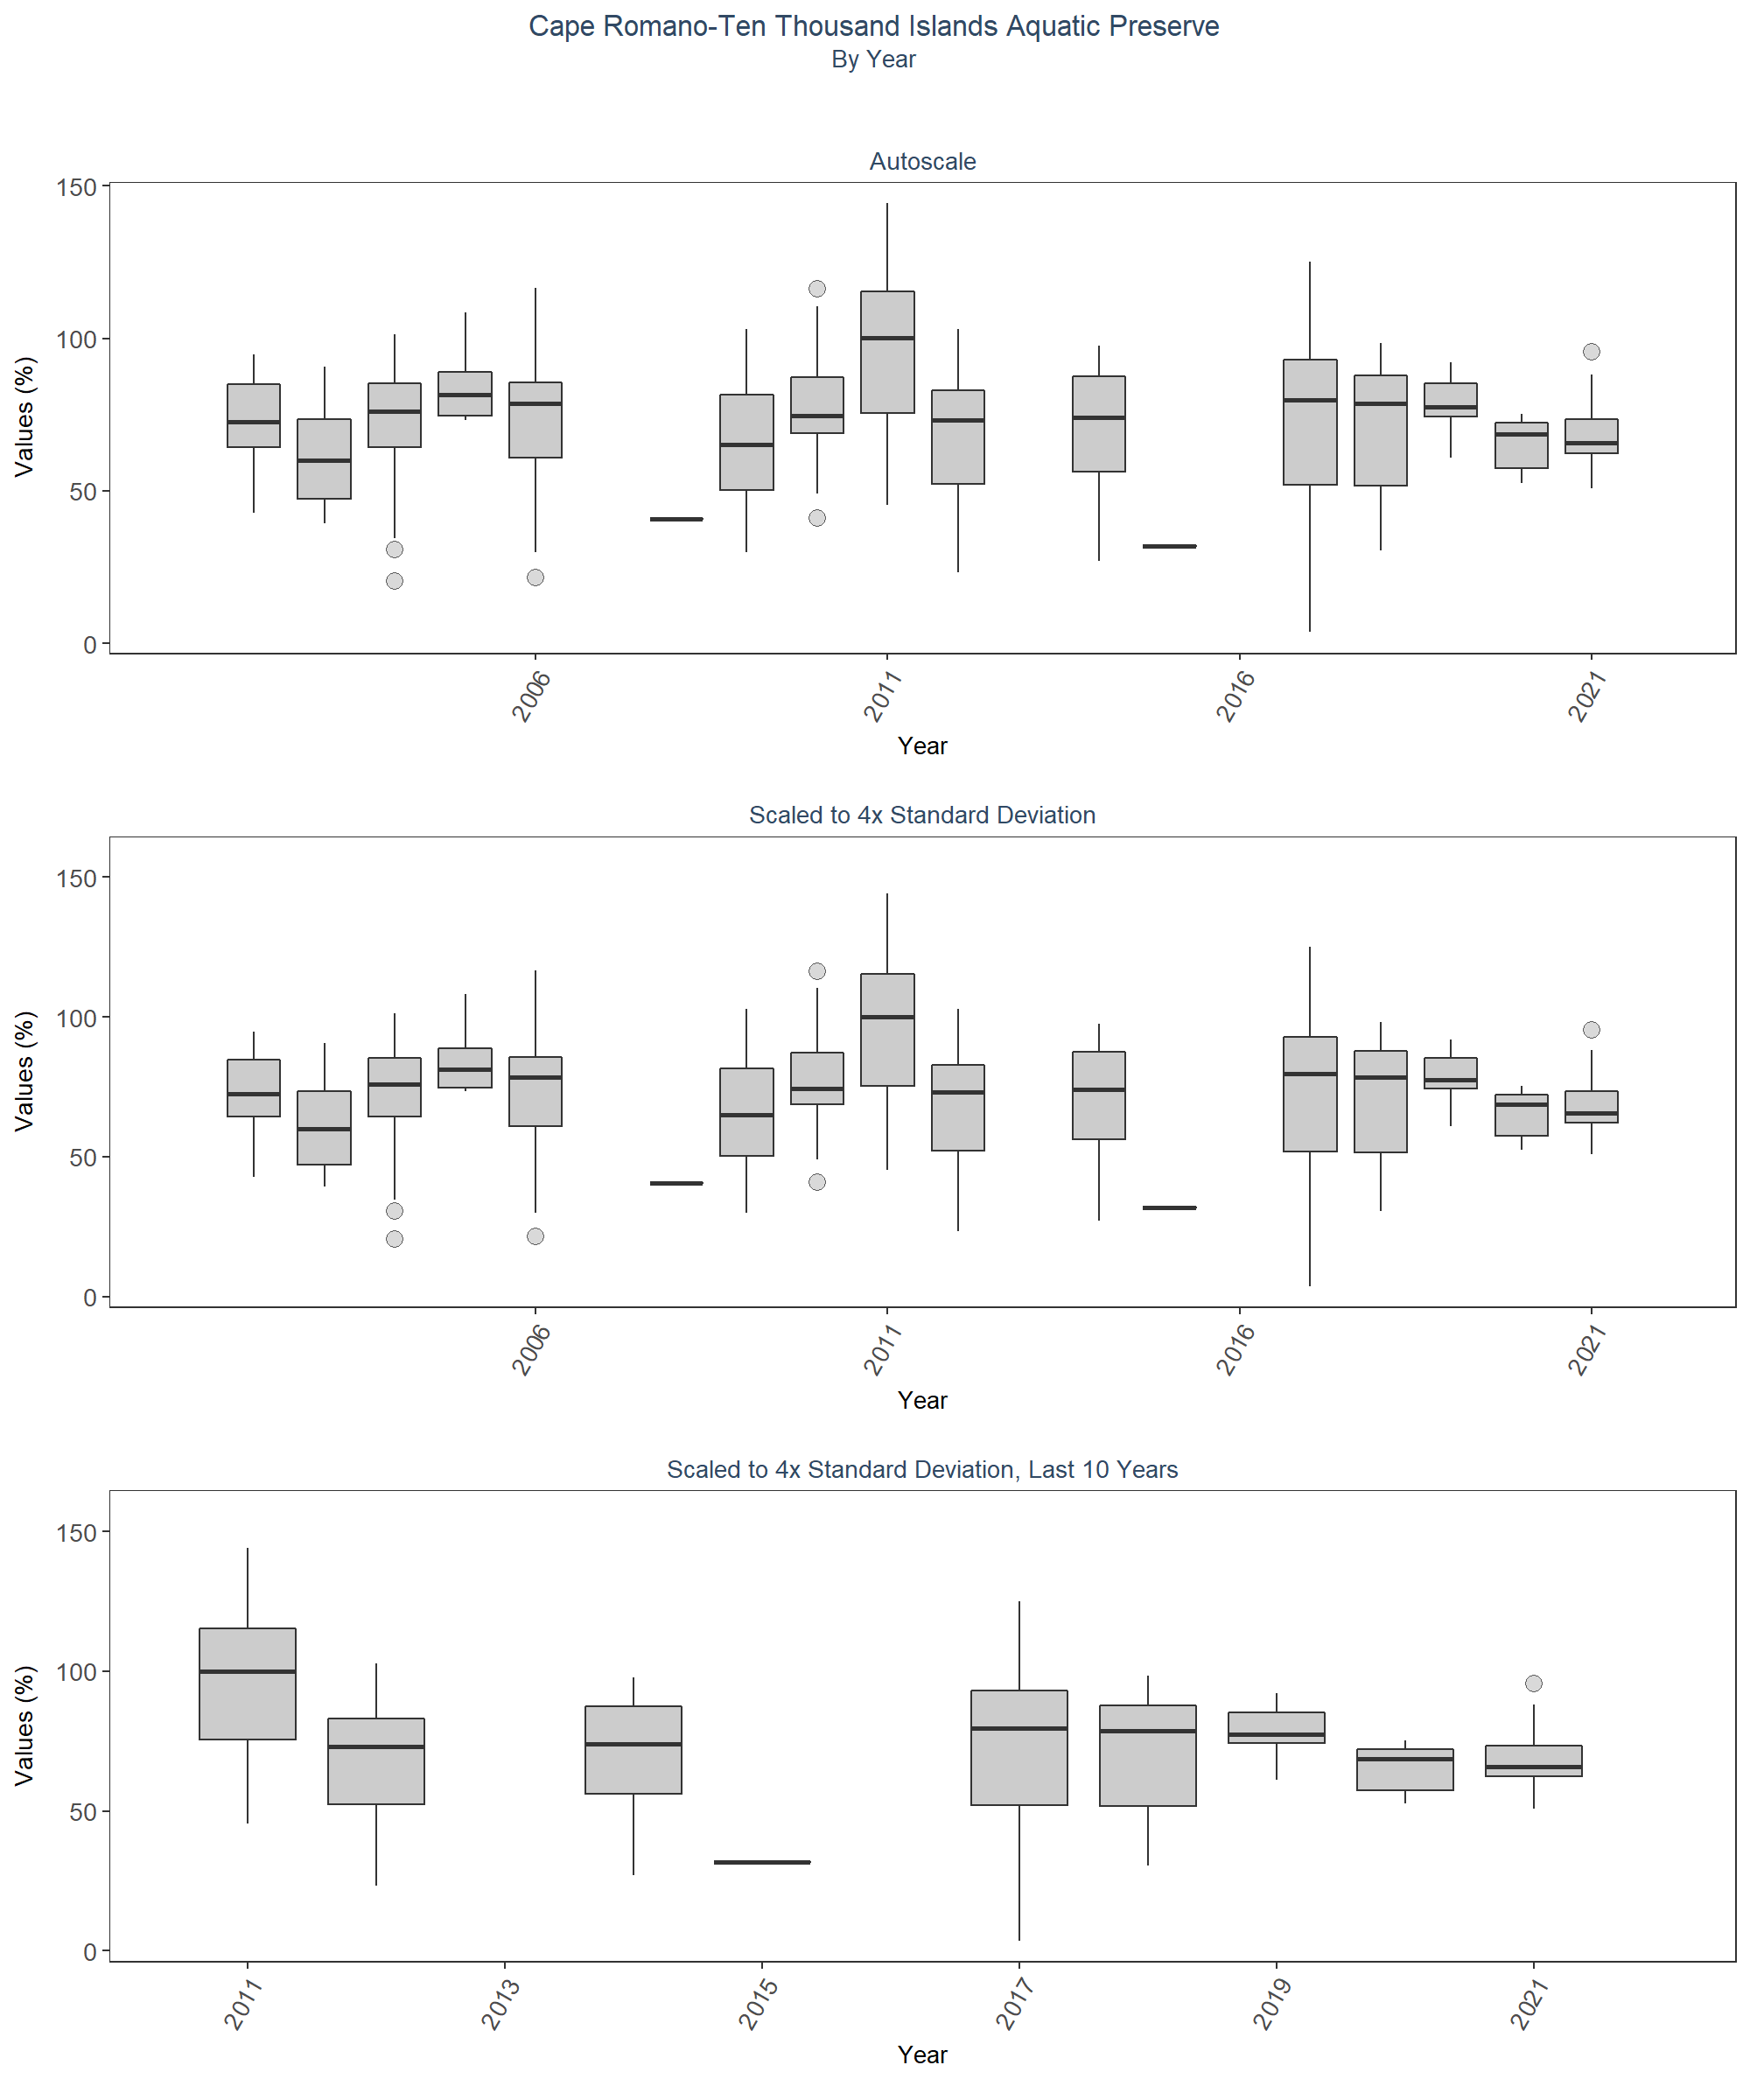 Cape Romano-Ten Thousand Islands Aquatic Preserve
By Year
Autoscale
Values (%)
150
100
50
0
2006
2011
2016
2021
Year
Scaled to 4x Standard Deviation
Values (%)
150
100
50
0
2006
2011
2016
2021
Year
Scaled to 4x Standard Deviation, Last 10 Years
Values (%)
150
100
50
0
2011
2013
2015
2017
2019
2021
Year